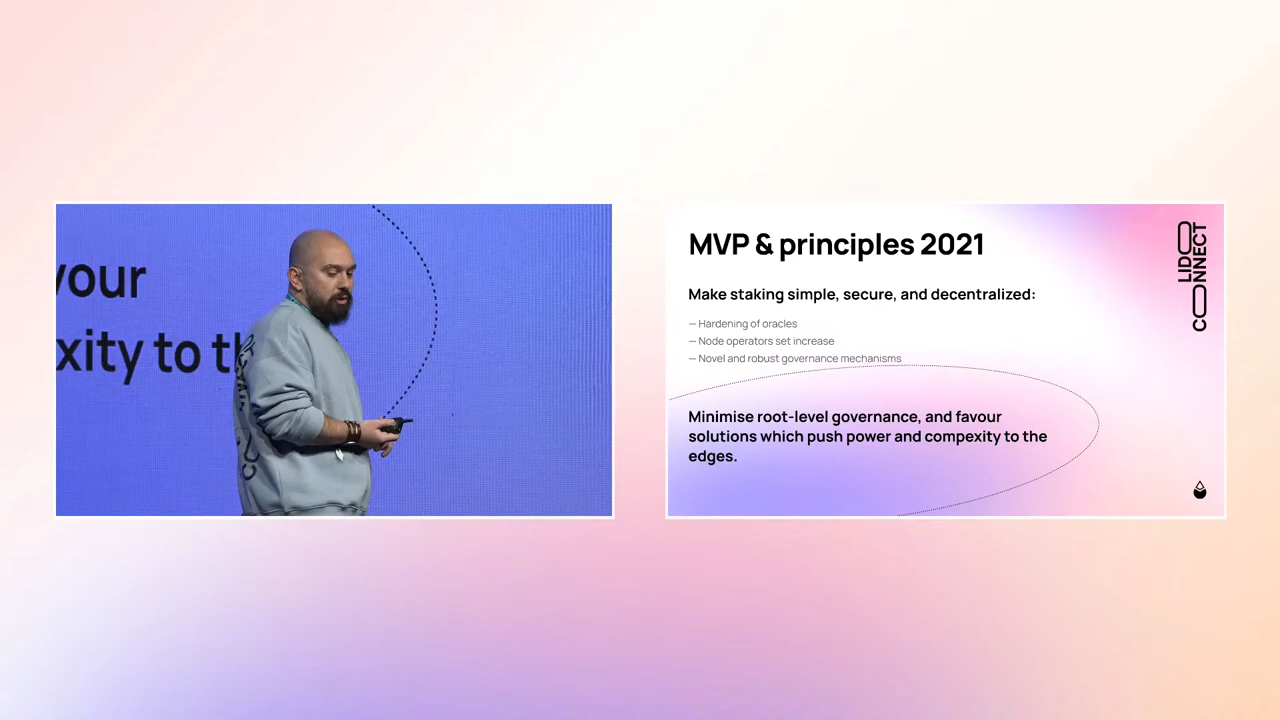 your
xity to th
MVP & principles 2021
Make staking simple, secure, and decentralized:
— Hardening of oracles
— Node operators set increase
— Novel and robust governance mechanisms
Minimise root-level governance, and favour
solutions which push power and compexity to the
edges.
LIDO
CONNECT